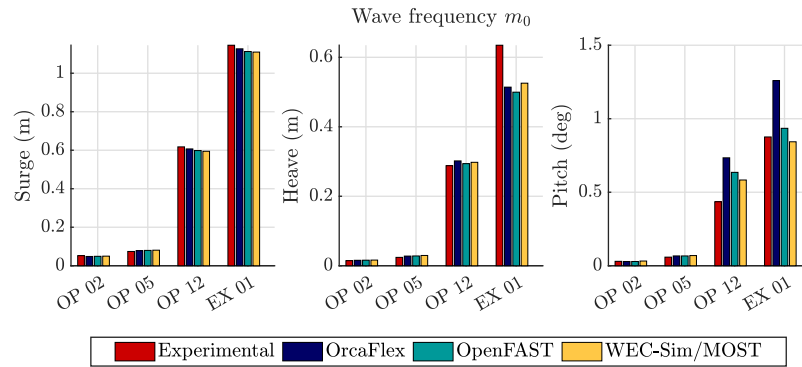 Wave frequency m0
Surge (m)
1
0.8
0.6
0.4
0.2
0
OP 02
OP 05
OP 12
EX 01
Heave (m)
0.6
0.4
0.2
0
OP 02
OP 05
OP 12
EX 01
Pitch (deg)
1.5
1
0.5
0
OP 02
OP 05
OP 12
EX 01
Experimental OrcaFlex OpenFAST WEC-Sim/MOST